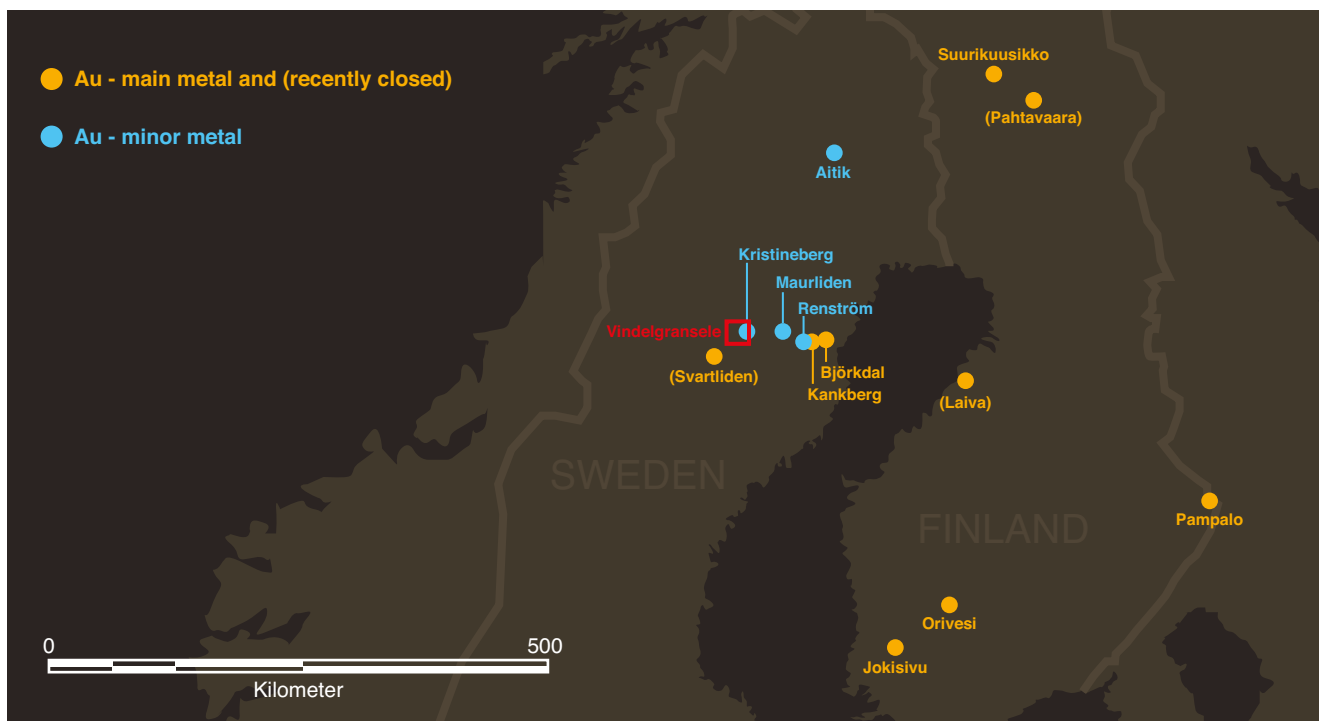 Suurikuusikko
Au - main metal and (recently closed)
(Pahtavaara)
Au - minor metal
Aitik
Kristineberg
Maurliden
Renström
Vindelgransele
Björkdal
(Svartliden)
Kankberg
(Laiva)
SWEDEN
FINLAND
Pampalo
Orivesi
0 500
Jokisivu
Kilometer